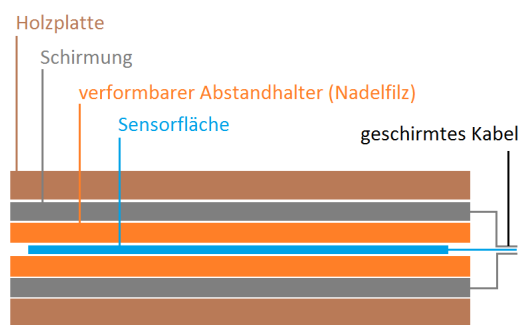 Holzplatte
Schirmung
verformbarer Abstandhalter (Nadelfilz)
Sensorfläche
geschirmtes Kabel